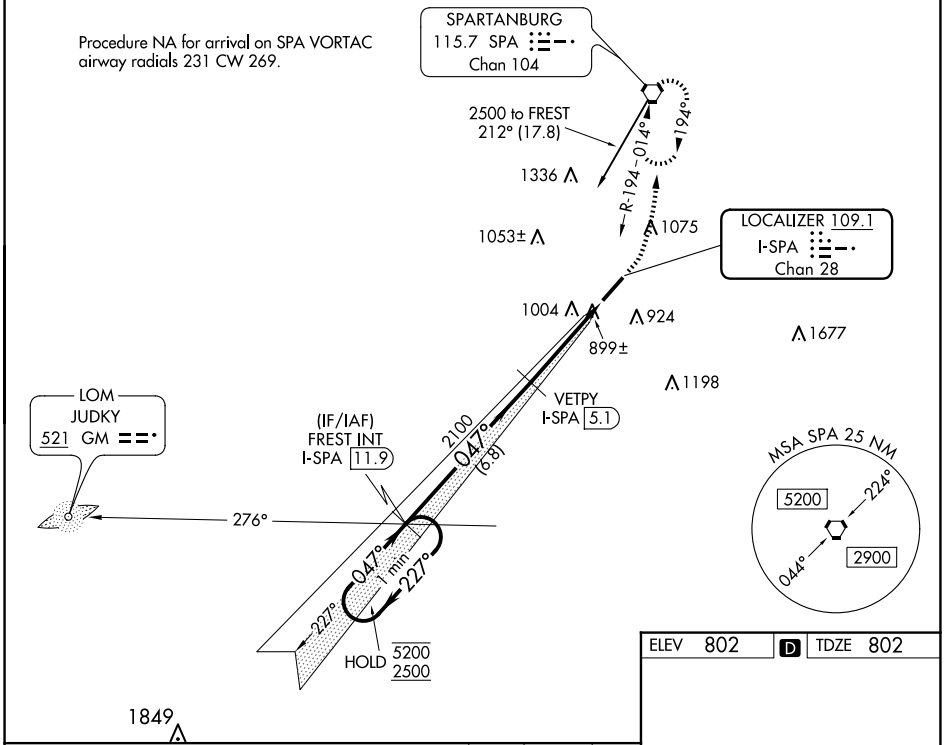 Procedure NA for arrival on SPA VORTAC
airway radials 231 CW 269.
SPARTANBURG
115.7 SPA
Chan 104
2500 to FREST
212° (17.8)
R-194
014°
194°
1336
1053±
1075
LOCALIZER 109.1
I-SPA
Chan 28
1004
924
899±
1677
1198
VETPY
I-SPA 5.1
LOM
JUDKY
521 GM
(IF/IAF)
FREST INT
I-SPA 11.9
2100
047°
(6.8)
276°
047°
1 min
227°
227°
HOLD 5200
2500
MSA SPA 25 NM
5200
224°
044°
2900
ELEV 802 D TDZE 802
1849